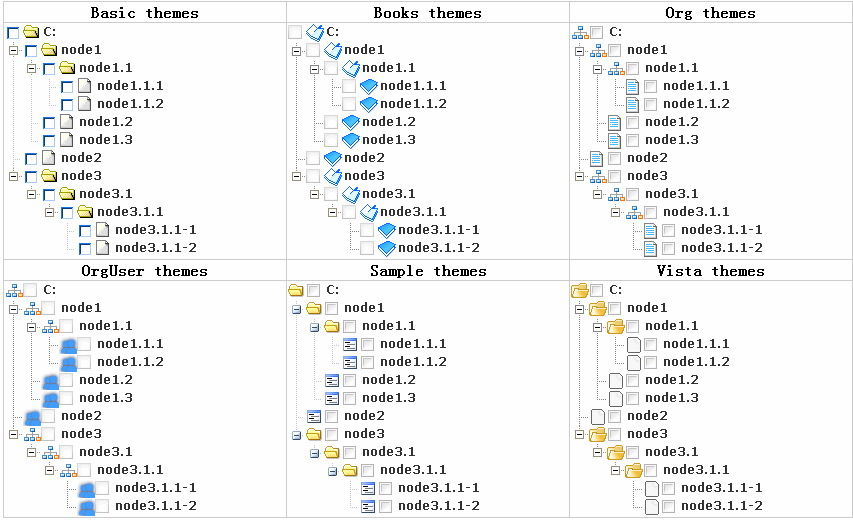 Basic themes
C:
node1
node1.1
node1.1.1
node1.1.2
node1.2
node1.3
node2
node3
node3.1
node3.1.1
node3.1.1-1
node3.1.1-2
Books themes
C:
node1
node1.1
node1.1.1
node1.1.2
node1.2
node1.3
node2
node3
node3.1
node3.1.1
node3.1.1-1
node3.1.1-2
Org themes
C:
node1
node1.1
node1.1.1
node1.1.2
node1.2
node1.3
node2
node3
node3.1
node3.1.1
node3.1.1-1
node3.1.1-2
OrgUser themes
C:
node1
node1.1
node1.1.1
node1.1.2
node1.2
node1.3
node2
node3
node3.1
node3.1.1
node3.1.1-1
node3.1.1-2
Sample themes
C:
node1
node1.1
node1.1.1
node1.1.2
node1.2
node1.3
node2
node3
node3.1
node3.1.1
node3.1.1-1
node3.1.1-2
Vista themes
C:
node1
node1.1
node1.1.1
node1.1.2
node1.2
node1.3
node2
node3
node3.1
node3.1.1
node3.1.1-1
node3.1.1-2